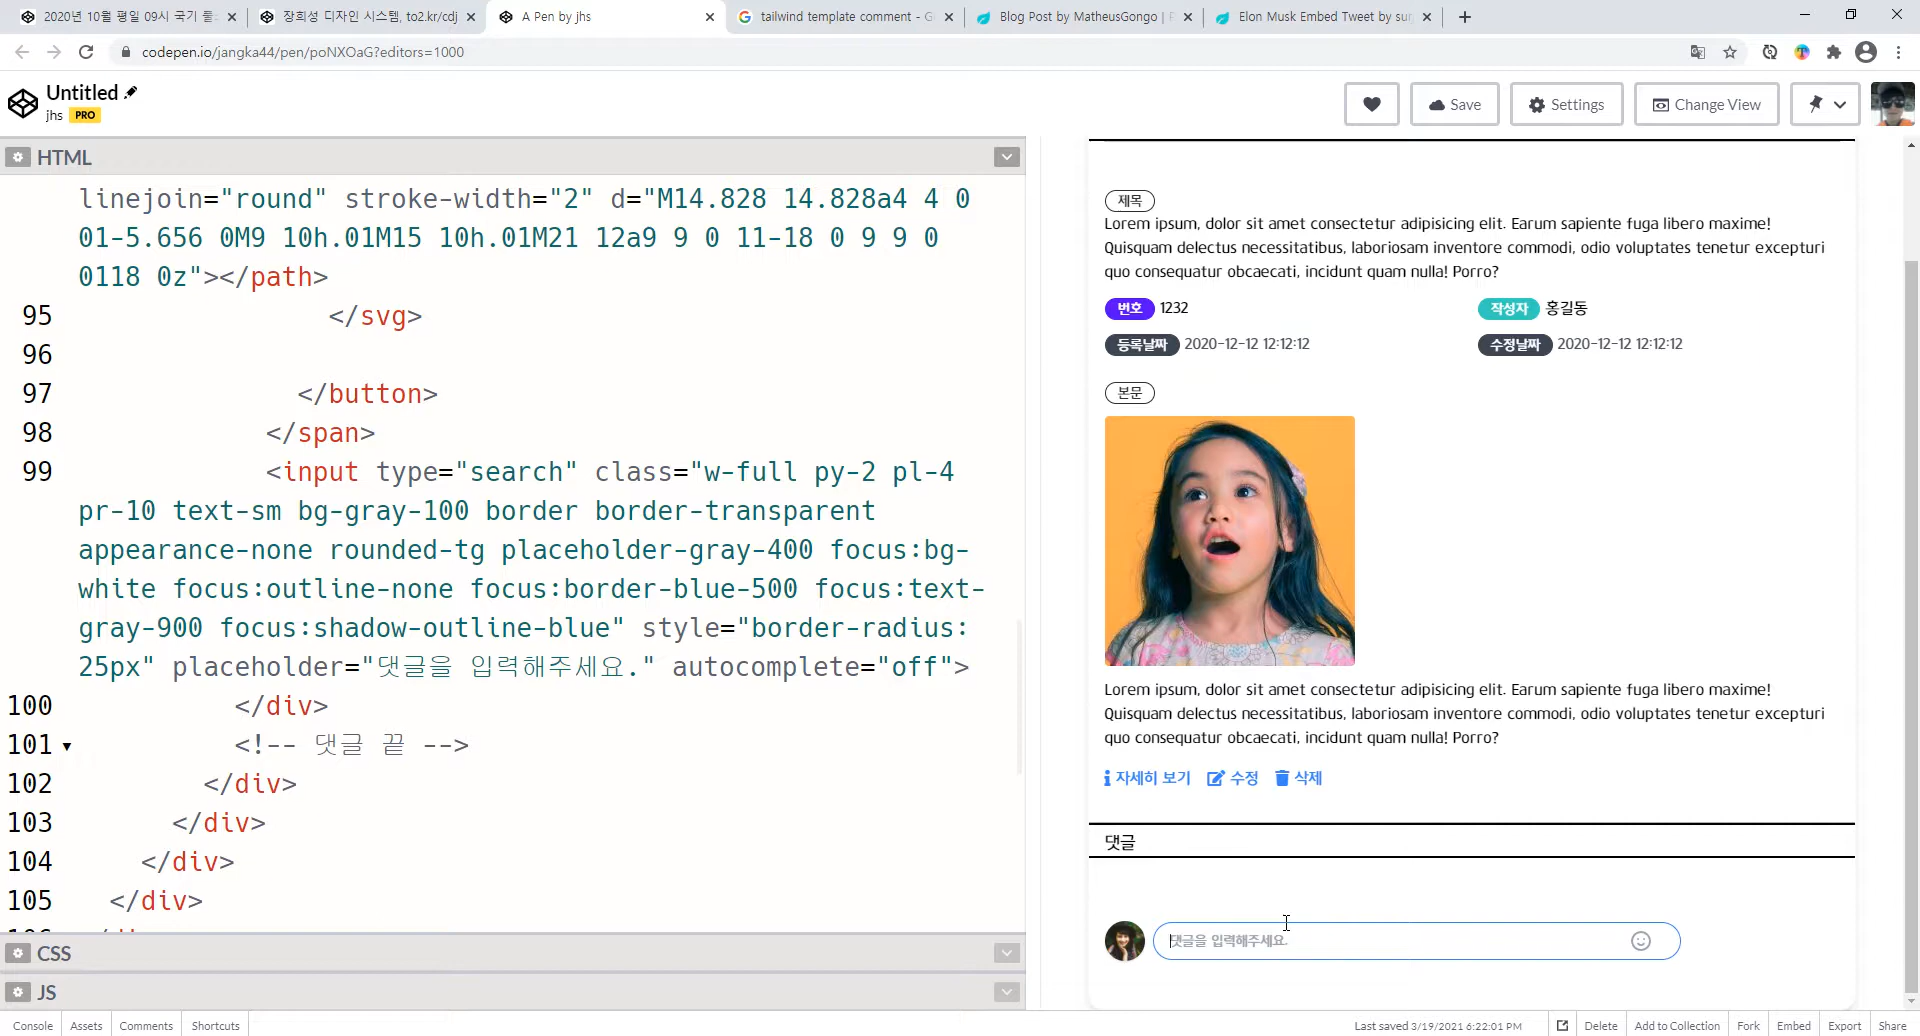 2020년 10월 평일 09시 국기 풀
장희성 디자인 시스템, to2.kr/cdj
A Pen by jhs
tailwind template comment - G
Blog Post by MatheusGongo | F
Elon Musk Embed Tweet by sur
codepen.io/jangka44/pen/poNXOaG?editors=1000
Untitled
jhs PRO
Save
Settings
Change View
HTML
linejoin="round" stroke-width="2" d="M14.828 14.828a4 4 0
01-5.656 0M9 10h.01M15 10h.01M21 12a9 9 0 11-18 0 9 9 0
0118 0z"></path>
95 </svg>
96
97 </button>
98 </span>
99 <input type="search" class="w-full py-2 pl-4
pr-10 text-sm bg-gray-100 border border-transparent
appearance-none rounded-tg placeholder-gray-400 focus:bg-
white focus:outline-none focus:border-blue-500 focus:text-
gray-900 focus:shadow-outline-blue" style="border-radius:
25px" placeholder="댓글을 입력해주세요." autocomplete="off">
100 </div>
101 <!-- 댓글 끝 -->
102 </div>
103 </div>
104 </div>
105 </div>
CSS
JS
제목
Lorem ipsum, dolor sit amet consectetur adipisicing elit. Earum sapiente fuga libero maxime!
Quisquam delectus necessitatibus, laboriosam inventore commodi, odio voluptates tenetur excepturi
quo consequatur obcaecati, incidunt quam nulla! Porro?
번호 1232 작성자 홍길동
등록날짜 2020-12-12 12:12:12 수정날짜 2020-12-12 12:12:12
본문
Lorem ipsum, dolor sit amet consectetur adipisicing elit. Earum sapiente fuga libero maxime!
Quisquam delectus necessitatibus, laboriosam inventore commodi, odio voluptates tenetur excepturi
quo consequatur obcaecati, incidunt quam nulla! Porro?
자세히 보기 수정 삭제
댓글
댓글을 입력해주세요.
Console Assets Comments Shortcuts
Last saved 3/19/2021 6:22:01 PM Delete Add to Collection Fork Embed Export Share